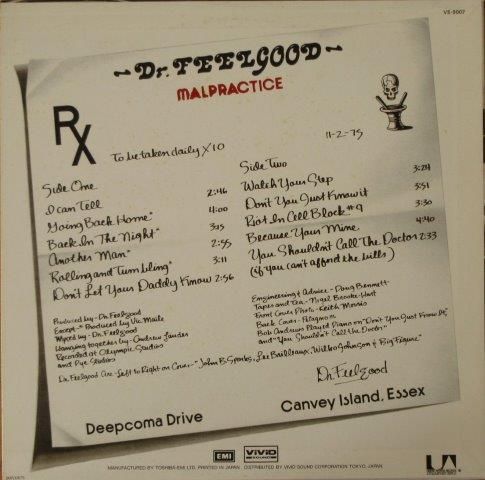 VS-9007
~Dr. FEELGOOD~
MALPRACTICE
RX
To be taken daily X10
11-2-75
Side One
I can Tell 2:46
Going Back Home* 4:00
Back In The Night* 3:15
Another Man* 2:55
Rolling and Tumbling* 3:11
Don't Let Your Daddy Know 2:56
Side Two
Watch Your Step 3:24
Don't You Just Know it 3:51
Riot In Cell Block #9 3:30
Because Your Mine 4:40
You Shouldn't Call The Doctor 2:33
(if you can't afford the bills)
Produced by - Dr. Feelgood
Except * Produced by Vic Maile
Mixed by - Dr. Feelgood
Humping together by - Andrew Lauder
Recorded at Olympic Studios
and Pye Studios
Engineering & Advice - Doug Bennett
Tapes and Tea - Nigel Brooke-Hart
Front Cover Photo - Keith Morris
Back Cover - Pelagnom
Bob Andrews Played Piano on "Don't You Just Know It"
and "You Shouldn't Call the Doctor"
Dr. Feelgood Are - Left to Right on Cover - John B Sparks, Lee Brilleaux, Wilko Johnson & Big Figure
Dr. Feelgood
Deepcoma Drive
Canvey Island, Essex
EMI
ViViD
SOUND
UA
MANUFACTURED BY TOSHIBA-EMI LTD. PRINTED IN JAPAN. DISTRIBUTED BY VIVID SOUND CORPORATION TOKYO, JAPAN.